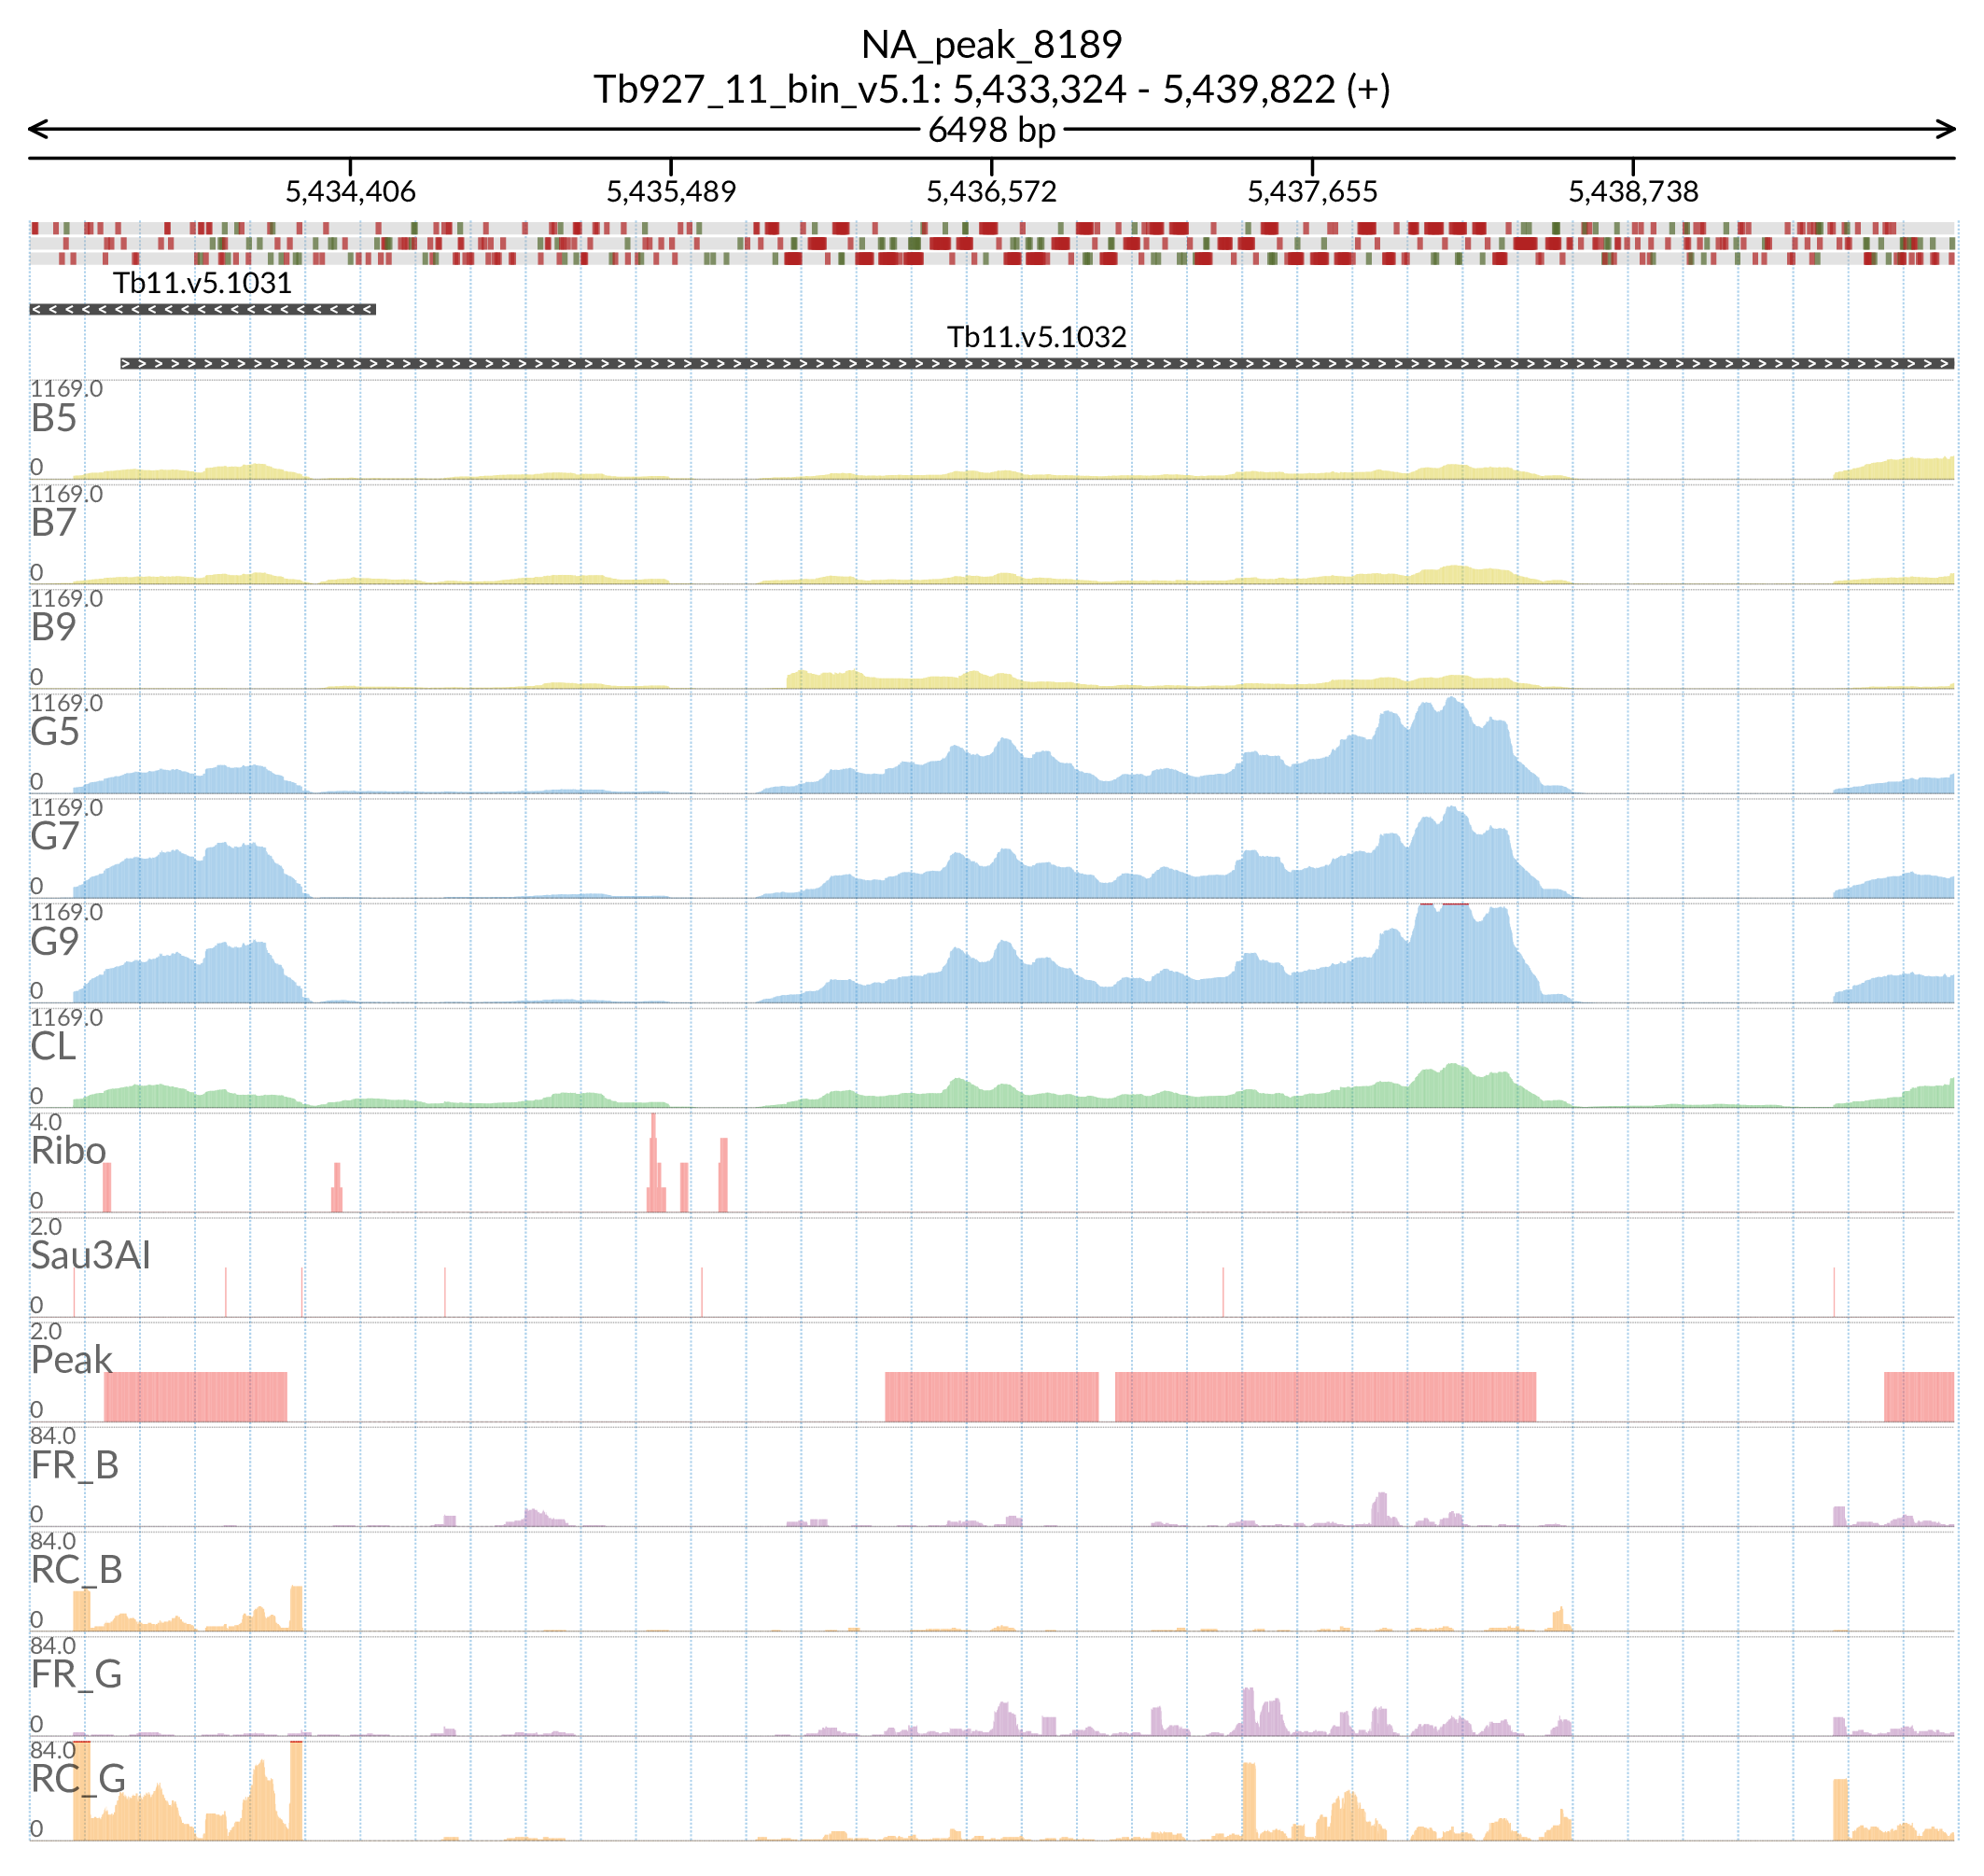 NA_peak_8189
Tb927_11_bin_v5.1: 5,433,324 - 5,439,822 (+)
6498 bp
5,434,406 5,435,489 5,436,572 5,437,655 5,438,738
Tb11.v5.1031
Tb11.v5.1032
1169.0
B5
0
1169.0
B7
0
1169.0
B9
0
1169.0
G5
0
1169.0
G7
0
1169.0
G9
0
1169.0
CL
0
4.0
Ribo
0
2.0
Sau3AI
0
2.0
Peak
0
84.0
FR_B
0
84.0
RC_B
0
84.0
FR_G
0
84.0
RC_G
0